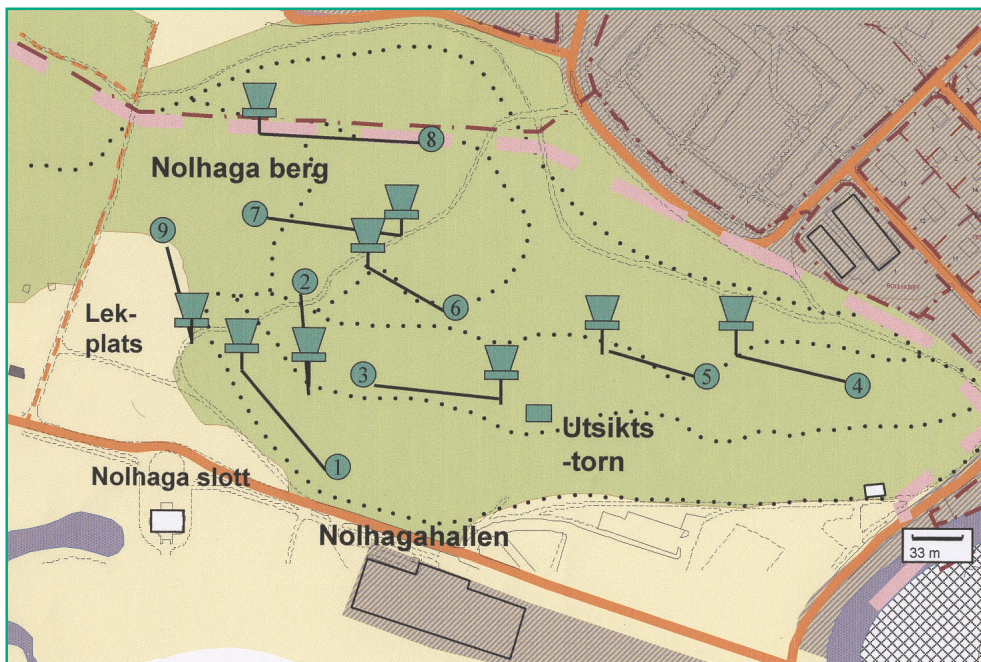 8
Nolhaga berg
7
9
2
Lek-
plats
6
BOLLHUSET
5
3
4
Utsikts
-torn
1
Nolhaga slott
Nolhagahallen
33 m